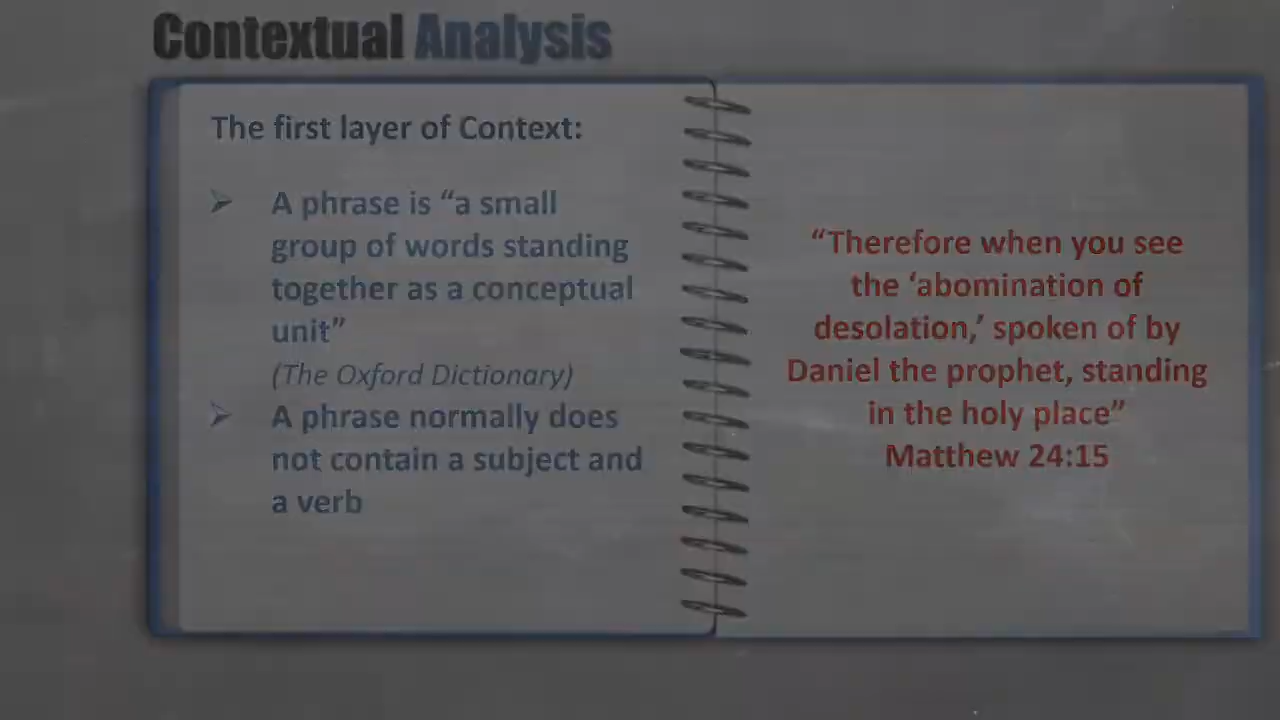 Contextual Analysis
The first layer of Context:
A phrase is “a small
group of words standing
together as a conceptual
unit”
(The Oxford Dictionary)
A phrase normally does
not contain a subject and
a verb
“Therefore when you see
the ‘abomination of
desolation,’ spoken of by
Daniel the prophet, standing
in the holy place”
Matthew 24:15